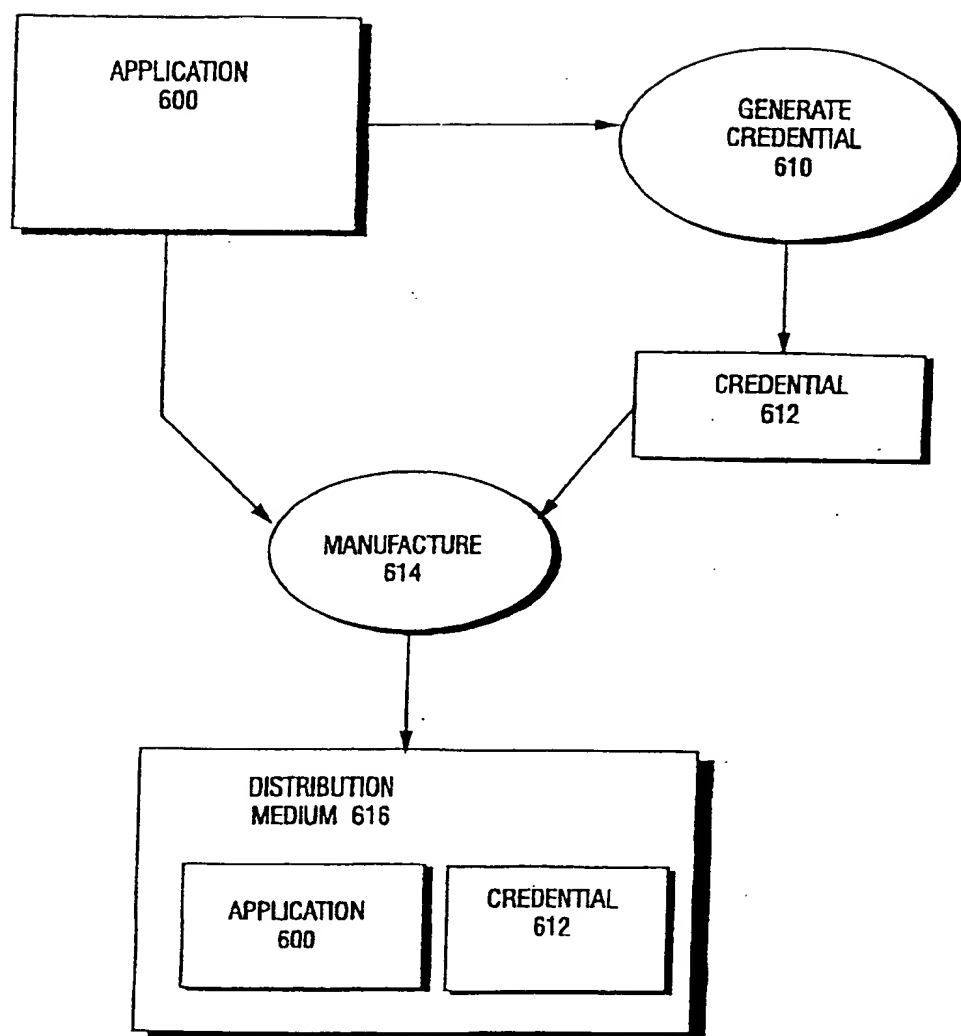 APPLICATION
600
GENERATE
CREDENTIAL
610
CREDENTIAL
612
MANUFACTURE
614
DISTRIBUTION
MEDIUM 616
APPLICATION
600
CREDENTIAL
612